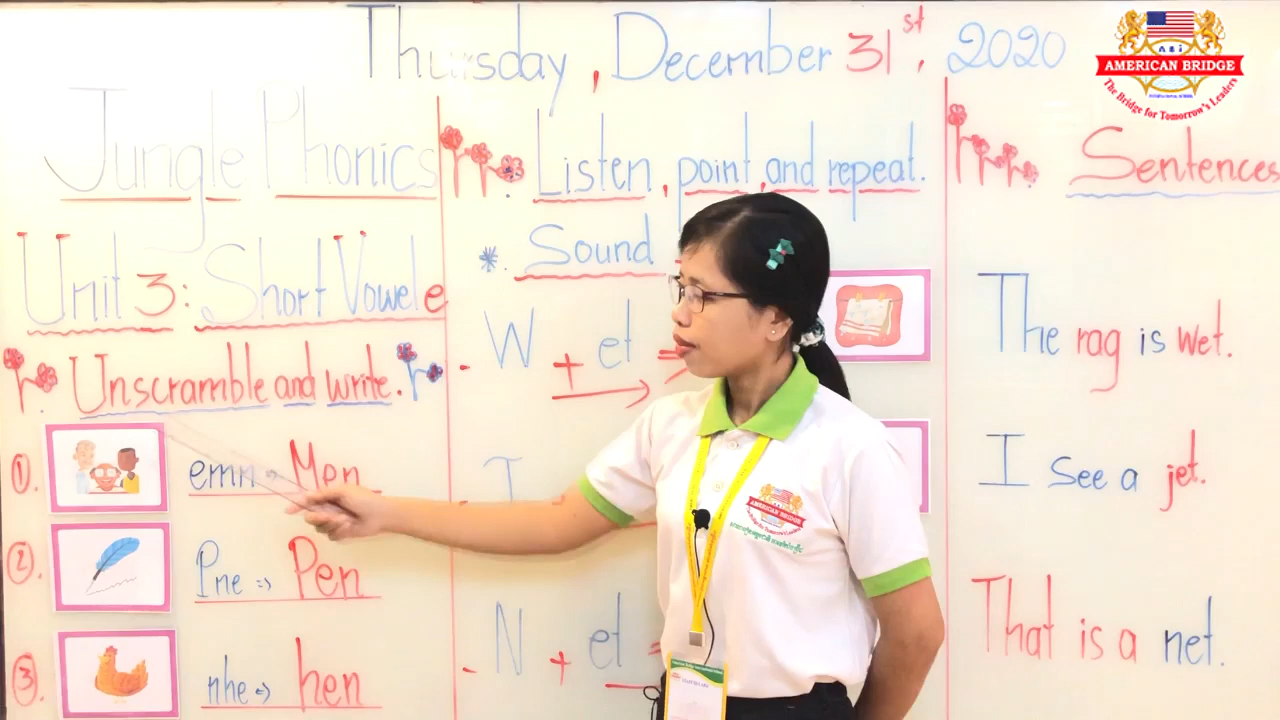 Thursday, December 31st, 2020
AMERICAN BRIDGE
The Bridge for Tomorrow's Leaders
Jungle Phonics
Unit 3: Short Vowel e
Unscramble and write.
①. emn => Men
②. Pne => Pen
③. nhe => hen
Listen, point, and repeat.
*. Sound
- W + et =
- N + et =
Sentences
The rag is wet.
I see a jet.
That is a net.
AMERICAN BRIDGE